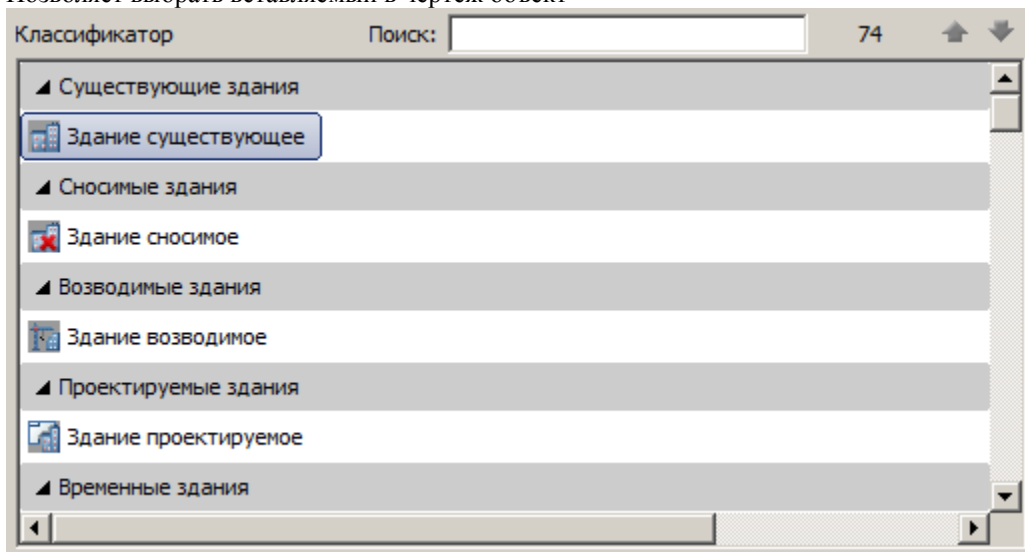 Позволяет выбрать вставляемый в чертеж объект
Классификатор Поиск: 74
Существующие здания
Здание существующее
Сносимые здания
Здание сносимое
Возводимые здания
Здание возводимое
Проектируемые здания
Здание проектируемое
Временные здания